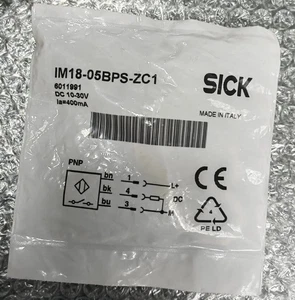 IM18-05BPS-ZC1
SICK
6011991
DC 10-30V
Ia=400mA
MADE IN ITALY
PNP
bn 1 L+
bk 4
DC
bu 3 M
CE
PE LD